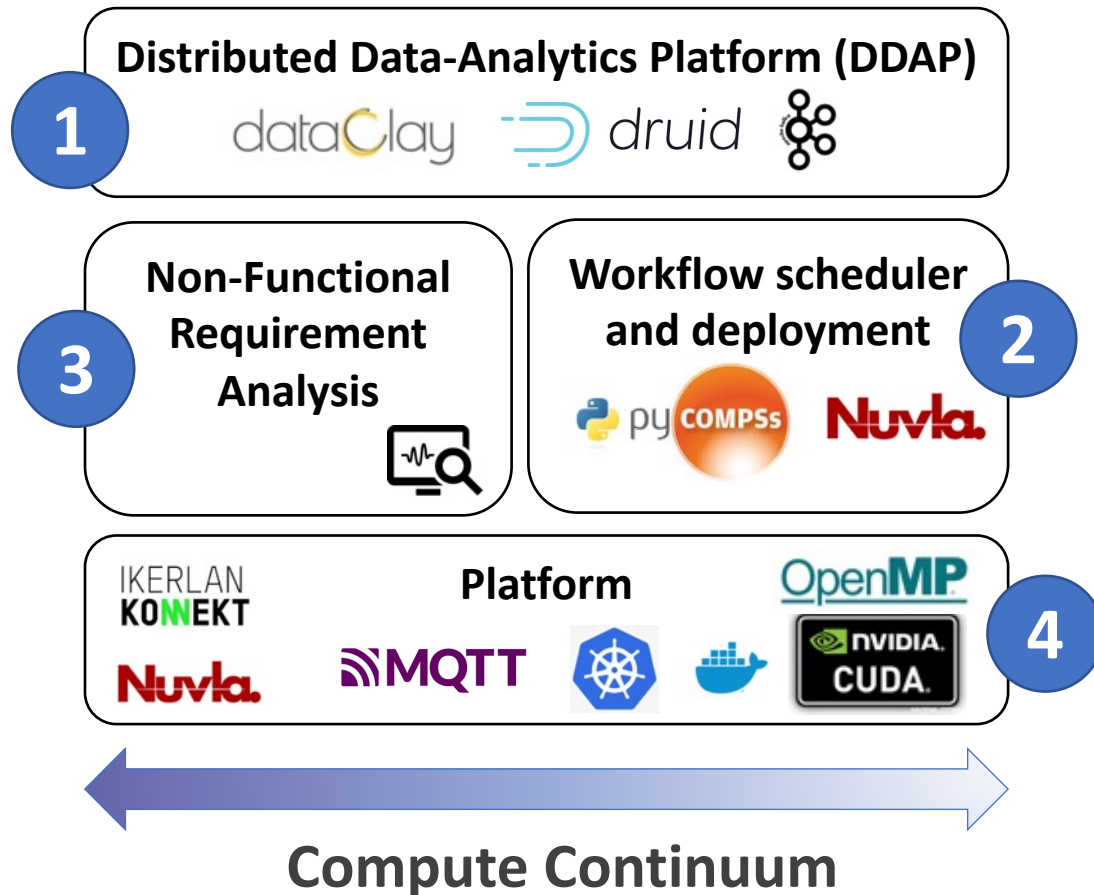 Distributed Data-Analytics Platform (DDAP)
1
dataClay
druid
Non-Functional
Requirement
Analysis
3
Workflow scheduler
and deployment
2
py
COMPSs
Nuvla.
IKERLAN
KONNEKT
Platform
OpenMP
4
Nuvla.
MQTT
NVIDIA.
CUDA.
Compute Continuum